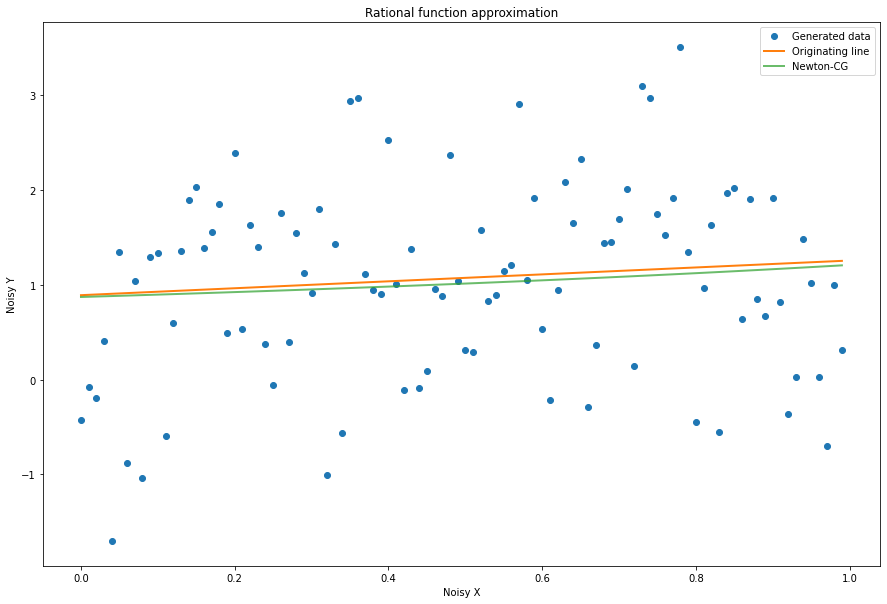 Rational function approximation
Generated data
Originating line
Newton-CG
Noisy Y
3
2
1
0
−1
0.0 0.2 0.4 0.6 0.8 1.0
Noisy X